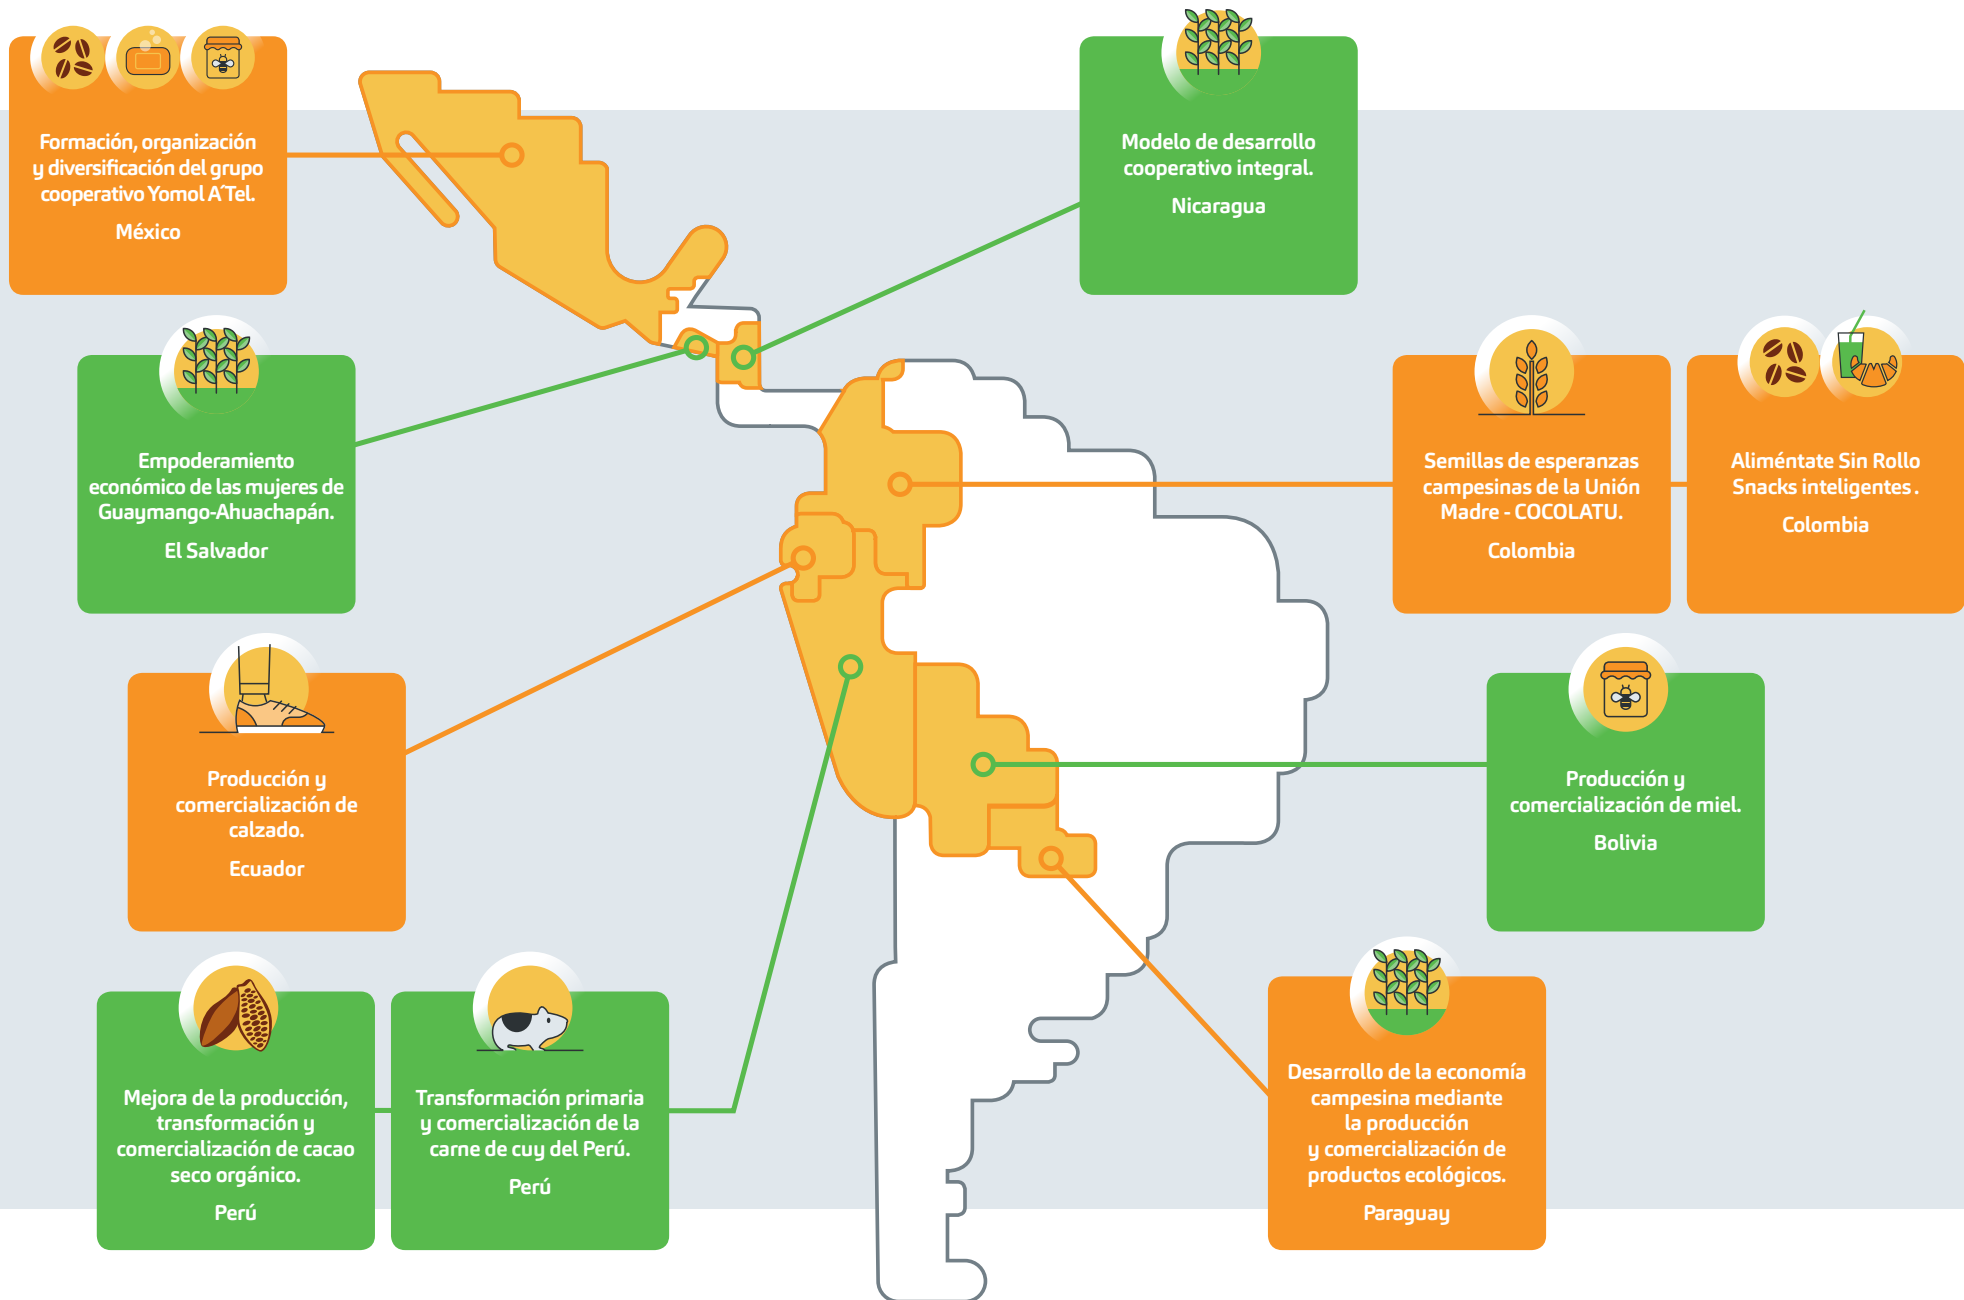 Formación, organización
y diversificación del grupo
cooperativo Yomol A´Tel.
México
Modelo de desarrollo
cooperativo integral.
Nicaragua
Empoderamiento
económico de las mujeres de
Guaymango-Ahuachapán.
El Salvador
Semillas de esperanzas
campesinas de la Unión
Madre - COCOLATU.
Colombia
Aliméntate Sin Rollo
Snacks inteligentes .
Colombia
Producción y
comercialización de
calzado.
Ecuador
Producción y
comercialización de miel.
Bolivia
Mejora de la producción,
transformación y
comercialización de cacao
seco orgánico.
Perú
Transformación primaria
y comercialización de la
carne de cuy del Perú.
Perú
Desarrollo de la economía
campesina mediante
la producción
y comercialización de
productos ecológicos.
Paraguay